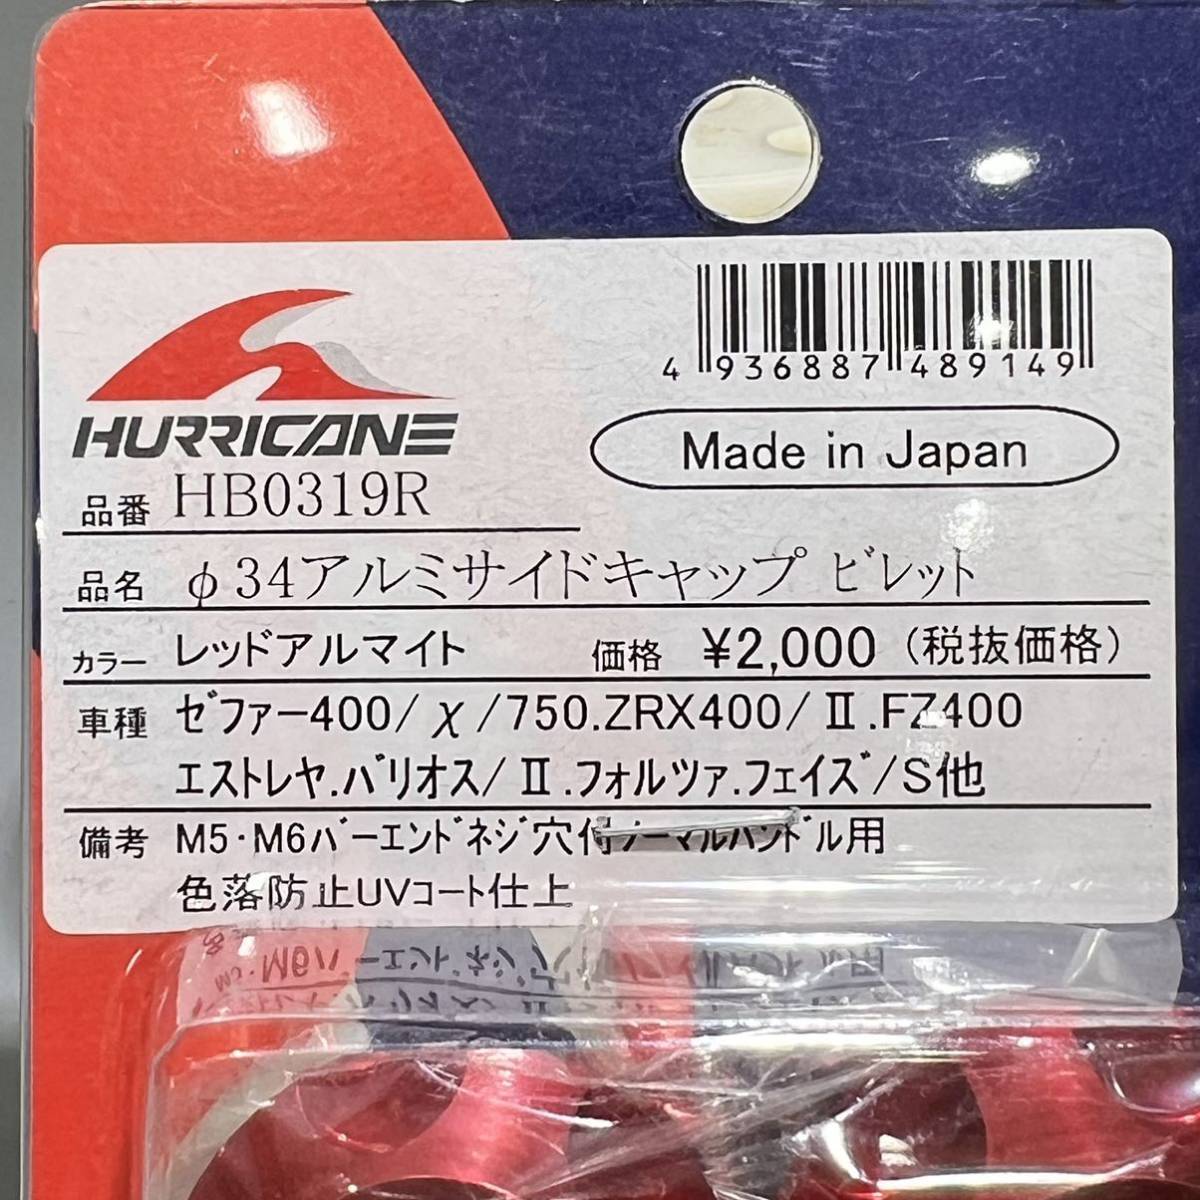 4 936887 489149
HURRICANE
Made in Japan
品番 HB0319R
品名 φ34アルミサイドキャップ ビレット
カラー レッドアルマイト 価格 ¥2,000 (税抜価格)
車種 ゼファー400/χ/750.ZRX400/Ⅱ.FZ400
エストレヤ.バリオス/Ⅱ.フォルツァ.フェイズ/S他
備考 M5・M6バーエンドネジ穴付ノーマルハンドル用
色落防止UVコート仕上